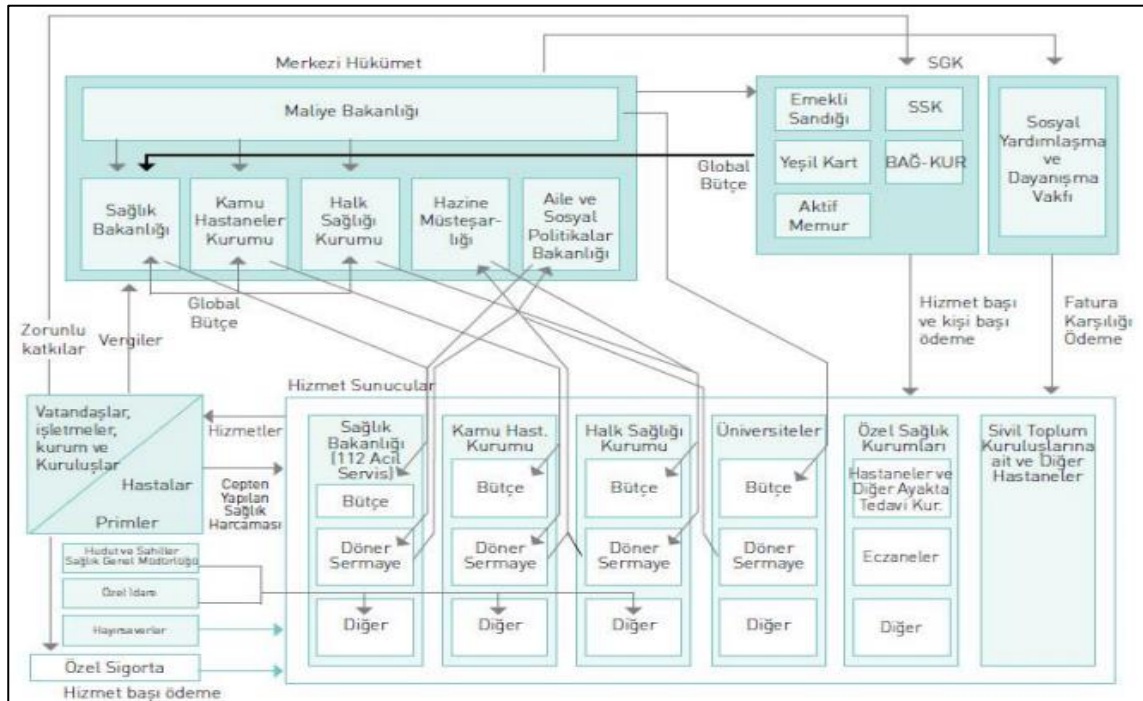 Merkezi Hükümet
Maliye Bakanlığı
Sağlık
Bakanlığı
Kamu
Hastaneler
Kurumu
Halk
Sağlığı
Kurumu
Hazine
Müsteşar-
lığı
Aile ve
Sosyal
Politikalar
Bakanlığı
Global
Bütçe
SGK
Emekli
Sandığı
SSK
Yeşil Kart
BAĞ-KUR
Aktif
Memur
Sosyal
Yardımlaşma
ve
Dayanışma
Vakfı
Global
Bütçe
Zorunlu
katkılar
Vergiler
Hizmet başı
ve kişi başı
ödeme
Fatura
Karşılığı
Ödeme
Vatandaşlar,
işletmeler,
kurum ve
Kuruluşlar
Hastalar
Primler
Hizmetler
Cepten
Yapılan
Sağlık
Harcaması
Hudut ve Sahiller
Sağlık Genel Müdürlüğü
Özel İdare
Hayırseverler
Özel Sigorta
Hizmet başı ödeme
Hizmet Sunucular
Sağlık
Bakanlığı
(112 Acil
Servis)
Bütçe
Döner
Sermaye
Diğer
Kamu Hast.
Kurumu
Bütçe
Döner
Sermaye
Diğer
Halk Sağlığı
Kurumu
Bütçe
Döner
Sermaye
Diğer
Üniversiteler
Bütçe
Döner
Sermaye
Diğer
Özel Sağlık
Kurumları
Hastaneler ve
Diğer Ayakta
Tedavi Kur.
Eczaneler
Diğer
Sivil Toplum
Kuruluşlarına
ait ve Diğer
Hastaneler